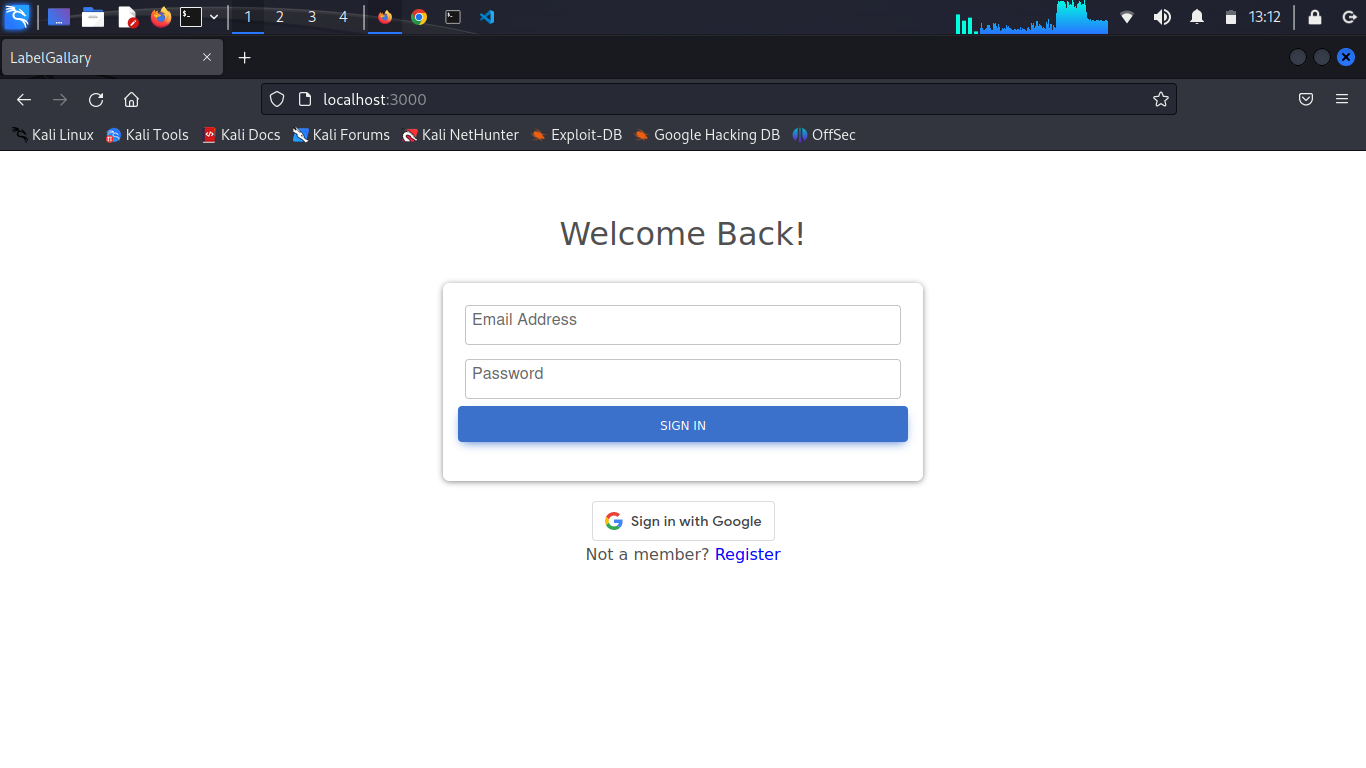 1 2 3 4 13:12
LabelGallary
localhost:3000
Kali Linux Kali Tools Kali Docs Kali Forums Kali NetHunter Exploit-DB Google Hacking DB OffSec
Welcome Back!
Email Address
Password
SIGN IN
Sign in with Google
Not a member? Register